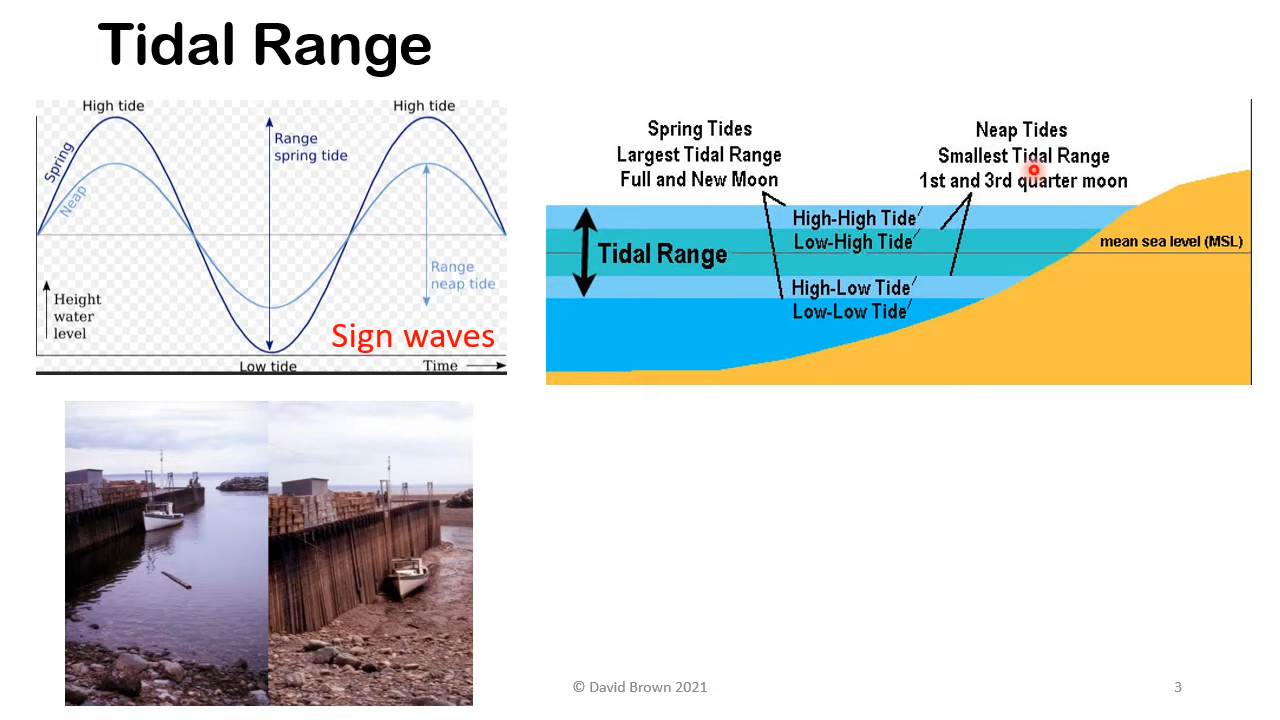 Tidal Range
High tide
High tide
Spring
Neap
Range
spring tide
Range
neap tide
Height
water
level
Sign waves
Low tide
Time
Spring Tides
Largest Tidal Range
Full and New Moon
Neap Tides
Smallest Tidal Range
1st and 3rd quarter moon
High-High Tide
Low-High Tide
Tidal Range
mean sea level (MSL)
High-Low Tide
Low-Low Tide
© David Brown 2021
3